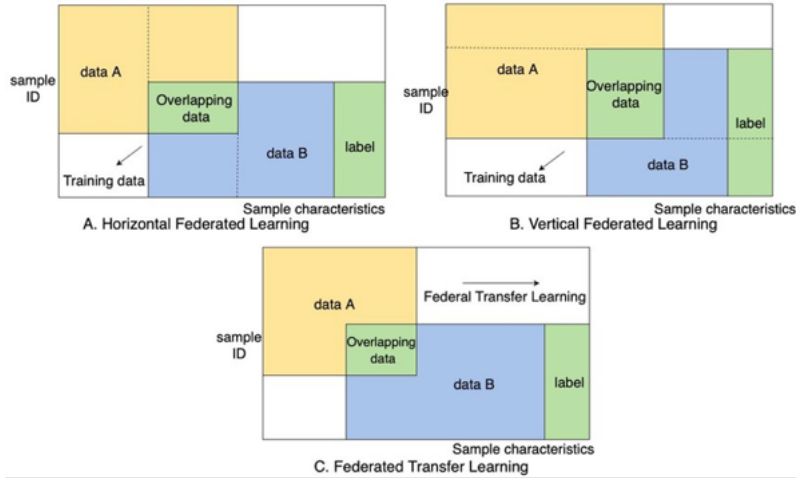 sample
ID
data A
Overlapping
data
data B
label
Training data
Sample characteristics
A. Horizontal Federated Learning
sample
ID
data A
Overlapping
data
label
data B
Training data
Sample characteristics
B. Vertical Federated Learning
Federal Transfer Learning
data A
sample
ID
Overlapping
data
data B
label
Sample characteristics
C. Federated Transfer Learning